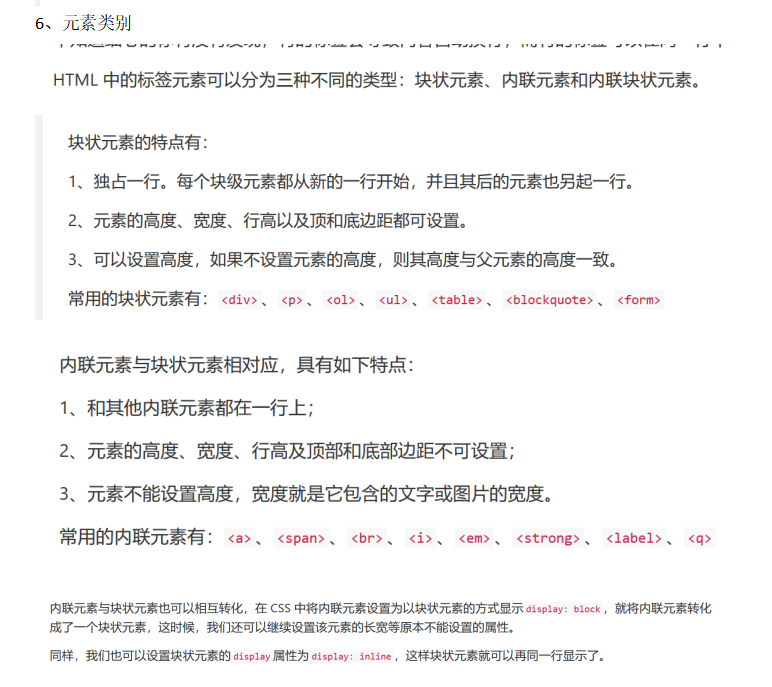 6、元素类别
HTML 中的标签元素可以分为三种不同的类型：块状元素、内联元素和内联块状元素。
块状元素的特点有：
1、独占一行。每个块级元素都从新的一行开始，并且其后的元素也另起一行。
2、元素的高度、宽度、行高以及顶和底边距都可设置。
3、可以设置高度，如果不设置元素的高度，则其高度与父元素的高度一致。
常用的块状元素有：<div>、<p>、<ol>、<ul>、<table>、<blockquote>、<form>
内联元素与块状元素相对应，具有如下特点：
1、和其他内联元素都在一行上；
2、元素的高度、宽度、行高及顶部和底部边距不可设置；
3、元素不能设置高度，宽度就是它包含的文字或图片的宽度。
常用的内联元素有：<a>、<span>、<br>、<i>、<em>、<strong>、<label>、<q>
内联元素与块状元素也可以相互转化，在 CSS 中将内联元素设置为以块状元素的方式显示 display: block，就将内联元素转化
成了一个块状元素，这时候，我们还可以继续设置该元素的长宽等原本不能设置的属性。
同样，我们也可以设置块状元素的 display 属性为 display: inline，这样块状元素就可以再同一行显示了。